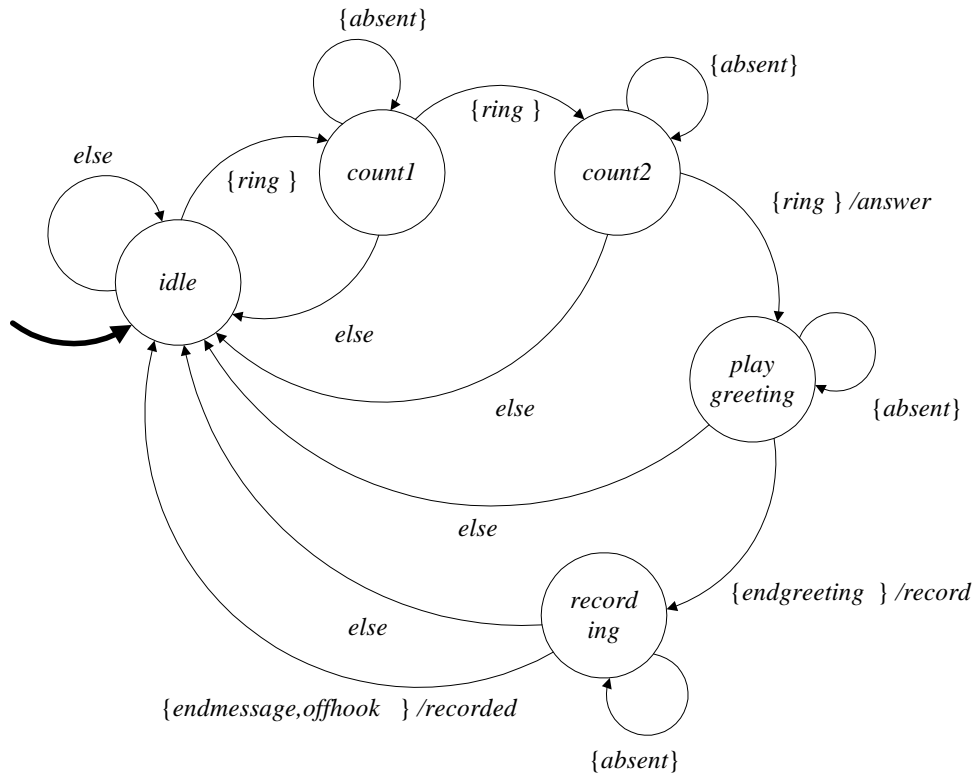 {absent}
{absent}
{ring }
else
count1
count2
{ring }
{ring } /answer
idle
else
play
greeting
else
{absent}
else
{endgreeting } /record
record
ing
else
{endmessage,offhook } /recorded
{absent}